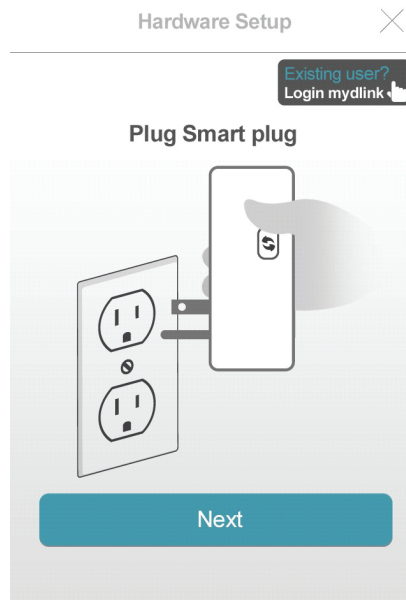 Hardware Setup
Existing user?
Login mydlink
Plug Smart plug
Next